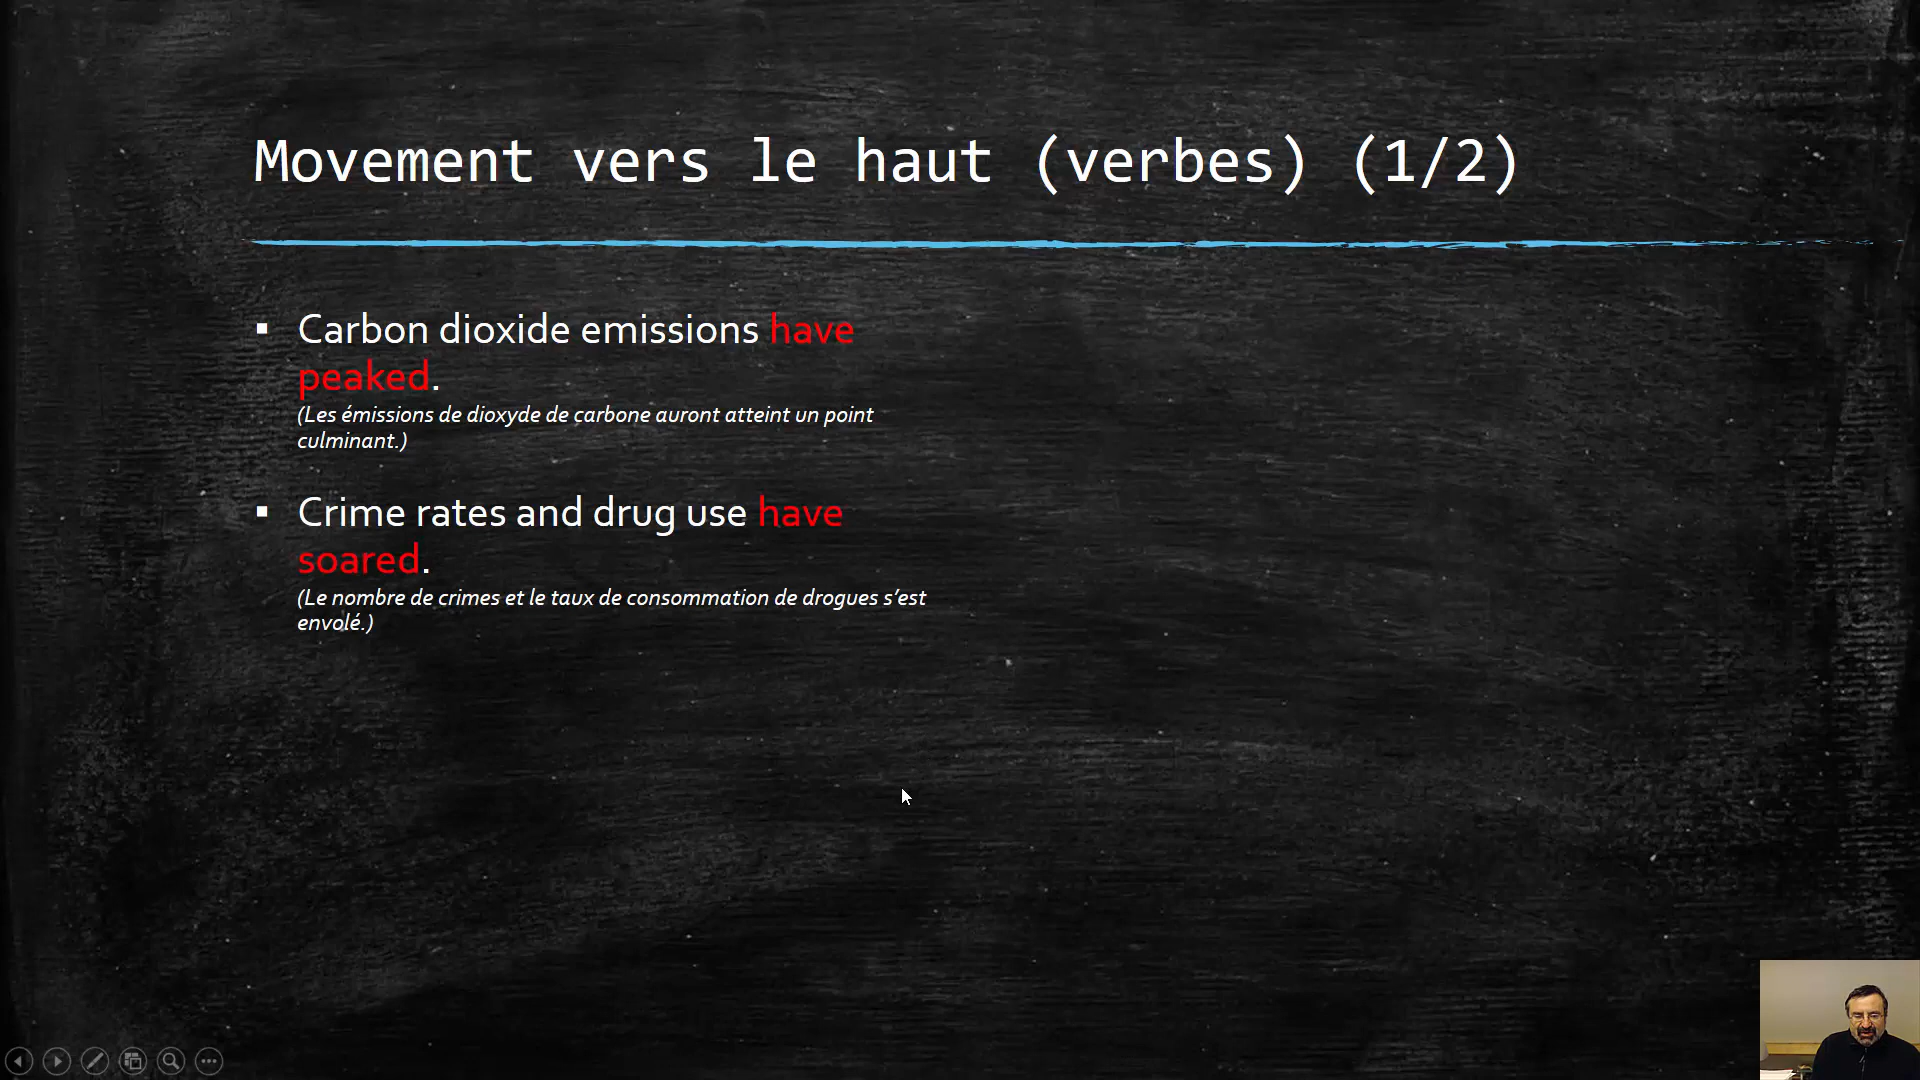 Movement vers le haut (verbes) (1/2)
▪ Carbon dioxide emissions have
peaked.
(Les émissions de dioxyde de carbone auront atteint un point
culminant.)
▪ Crime rates and drug use have
soared.
(Le nombre de crimes et le taux de consommation de drogues s’est
envolé.)